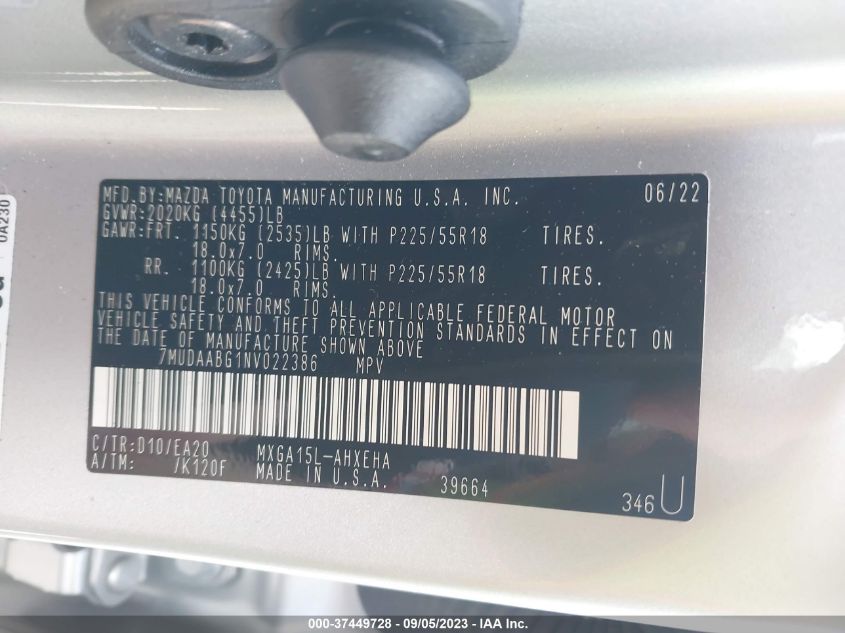 MFD.BY:MAZDA TOYOTA MANUFACTURING U.S.A. INC. 06/22
GVWR:2020KG (4455)LB
GAWR:FRT. 1150KG (2535)LB WITH P225/55R18 TIRES.
18.0x7.0 RIMS.
RR. 1100KG (2425)LB WITH P225/55R18 TIRES.
18.0x7.0 RIMS.
THIS VEHICLE CONFORMS TO ALL APPLICABLE FEDERAL MOTOR
VEHICLE SAFETY AND THEFT PREVENTION STANDARDS IN EFFECT ON
THE DATE OF MANUFACTURE SHOWN ABOVE
7MUDAABG1NV022386 MPV
C/TR:D10/EA20 MXGA15L-AHXEHA
A/TM: /K120F MADE IN U.S.A. 39664
346 U
0A230
000-37449728 - 09/05/2023 - IAA Inc.